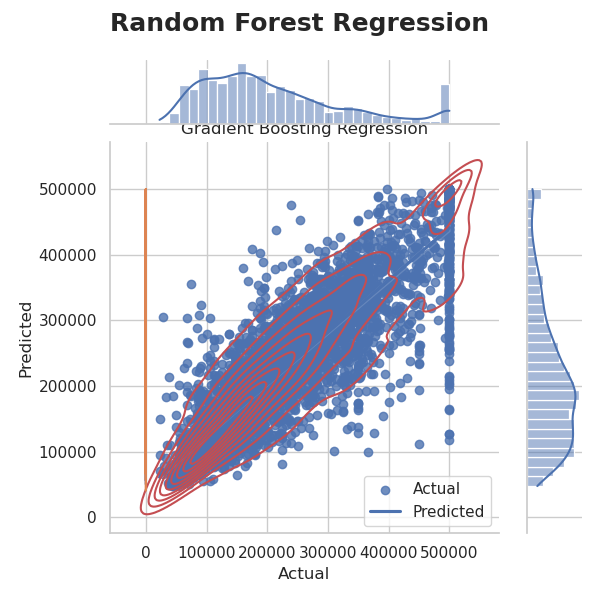 Random Forest Regression
Gradient Boosting Regression
500000
400000
300000
200000
100000
0
Predicted
Actual
Predicted
0 100000 200000 300000 400000 500000
Actual